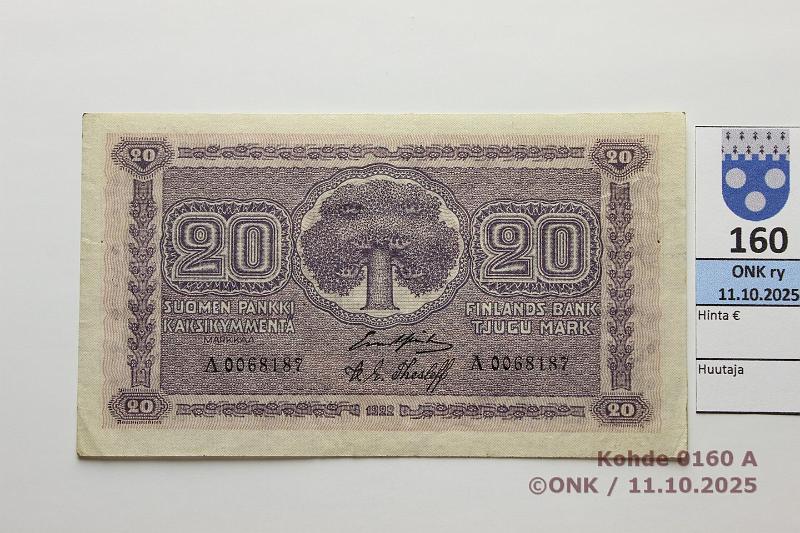 20 20
20 20
SUOMEN PANKKI
KAKSIKYMMENTÄ
MARKKAA
FINLANDS BANK
TJUGU MARK
A 0068187
A 0068187
20 1922 20
160
ONK ry
11.10.2025
Hinta €
Huutaja
Kohde 0160 A
©ONK / 11.10.2025